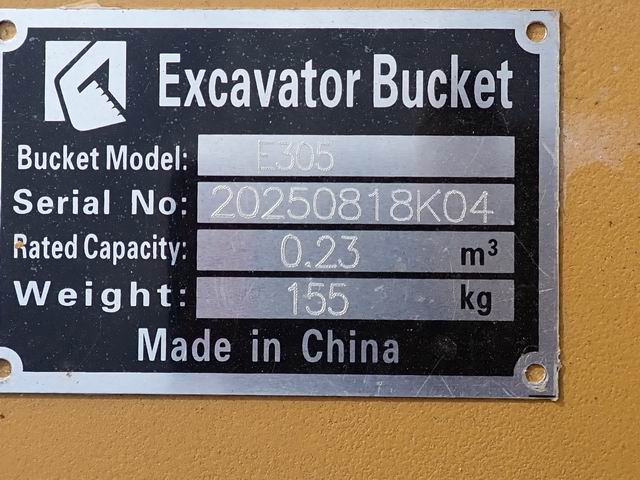 Excavator Bucket
Bucket Model: E305
Serial No: 20250818K04
Rated Capacity: 0.23 m³
Weight: 155 kg
Made in China